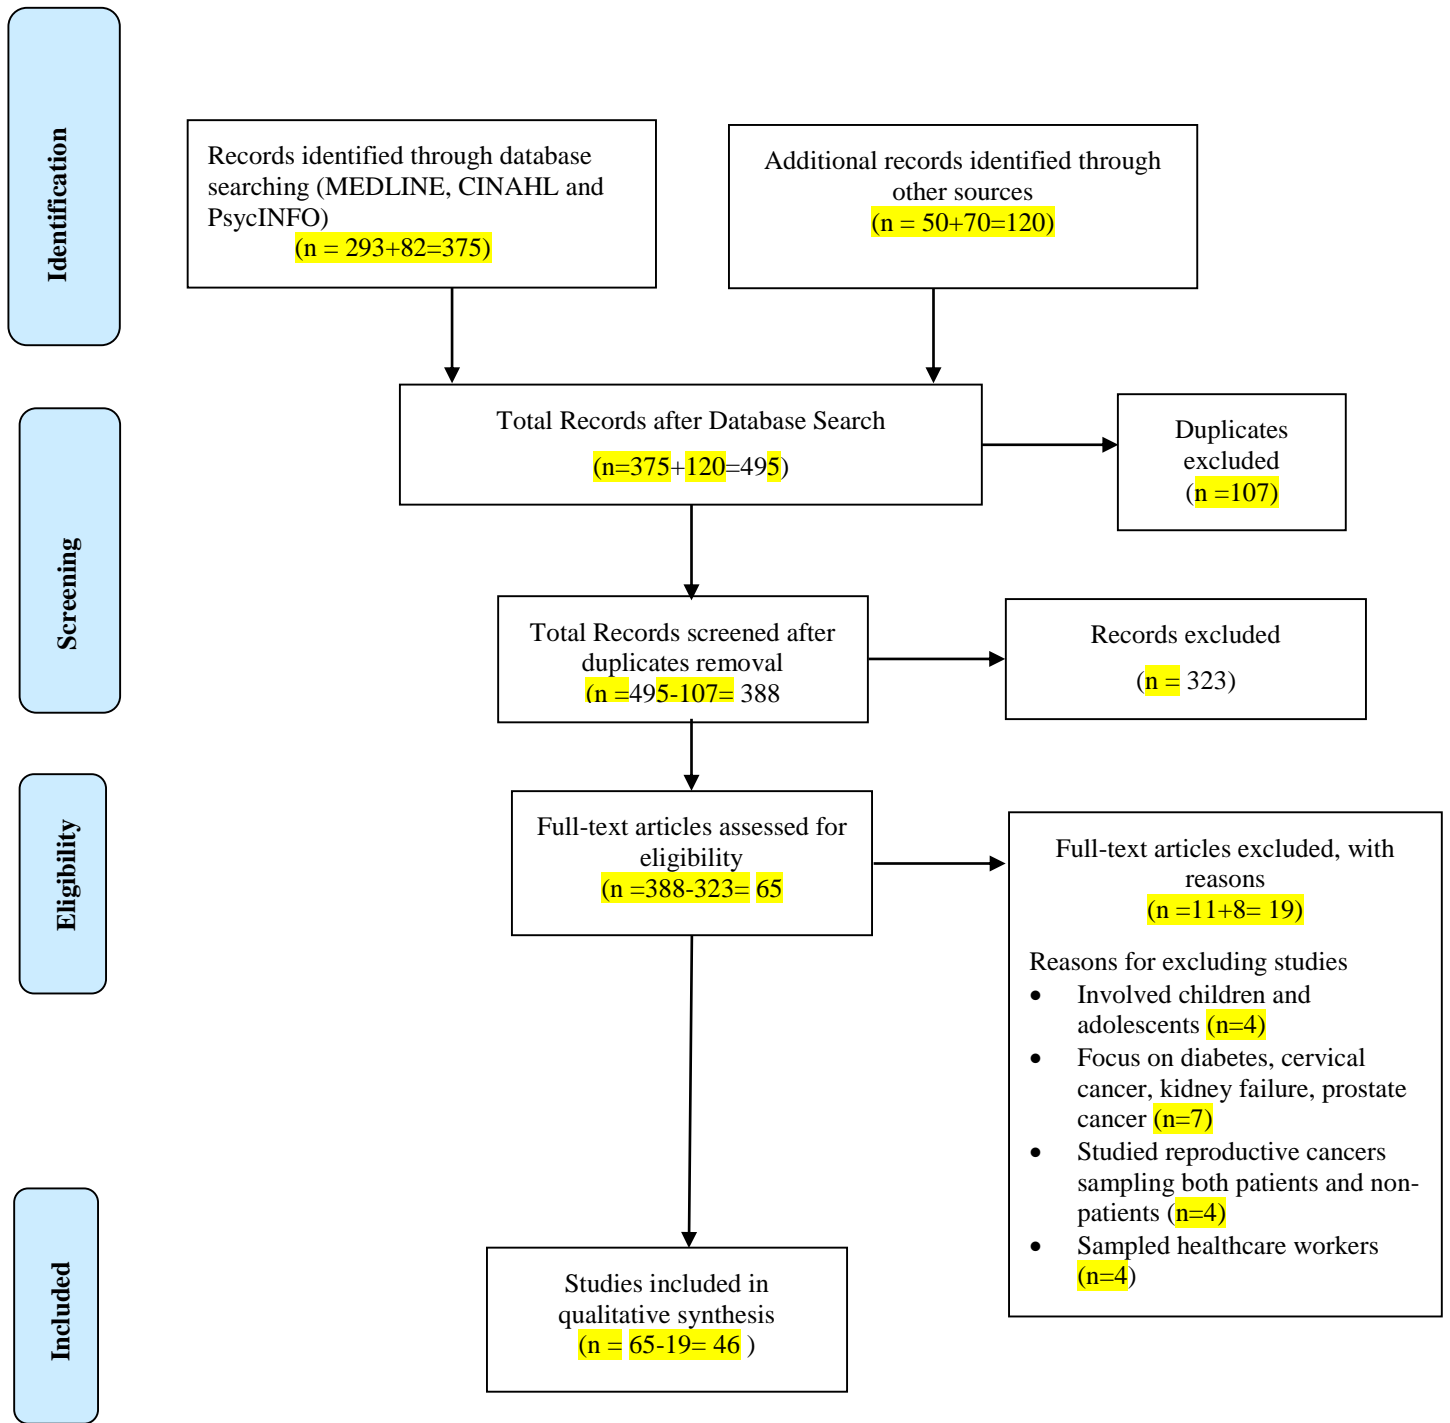 Identification
Records identified through database
searching (MEDLINE, CINAHL and
PsycINFO)
(n = 293+82=375)
Additional records identified through
other sources
(n = 50+70=120)
Total Records after Database Search
(n=375+120=495)
Duplicates
excluded
(n =107)
Screening
Total Records screened after
duplicates removal
(n =495-107= 388
Records excluded
(n = 323)
Eligibility
Full-text articles assessed for
eligibility
(n =388-323= 65
Full-text articles excluded, with
reasons
(n =11+8= 19)
Reasons for excluding studies
• Involved children and
adolescents (n=4)
• Focus on diabetes, cervical
cancer, kidney failure, prostate
cancer (n=7)
• Studied reproductive cancers
sampling both patients and non-
patients (n=4)
• Sampled healthcare workers
(n=4)
Included
Studies included in
qualitative synthesis
(n = 65-19= 46 )